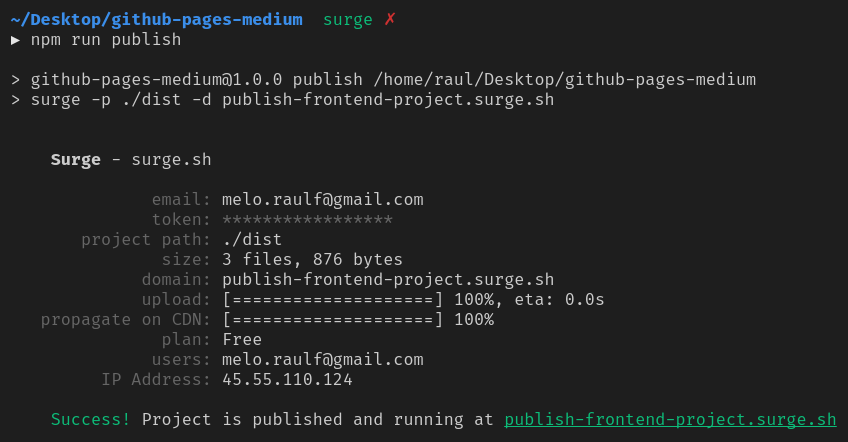 ~/Desktop/github-pages-medium surge ✗
▶ npm run publish
> github-pages-medium@1.0.0 publish /home/raul/Desktop/github-pages-medium
> surge -p ./dist -d publish-frontend-project.surge.sh
Surge - surge.sh
email: melo.raulf@gmail.com
token: *****************
project path: ./dist
size: 3 files, 876 bytes
domain: publish-frontend-project.surge.sh
upload: [====================] 100%, eta: 0.0s
propagate on CDN: [====================] 100%
plan: Free
users: melo.raulf@gmail.com
IP Address: 45.55.110.124
Success! Project is published and running at publish-frontend-project.surge.sh